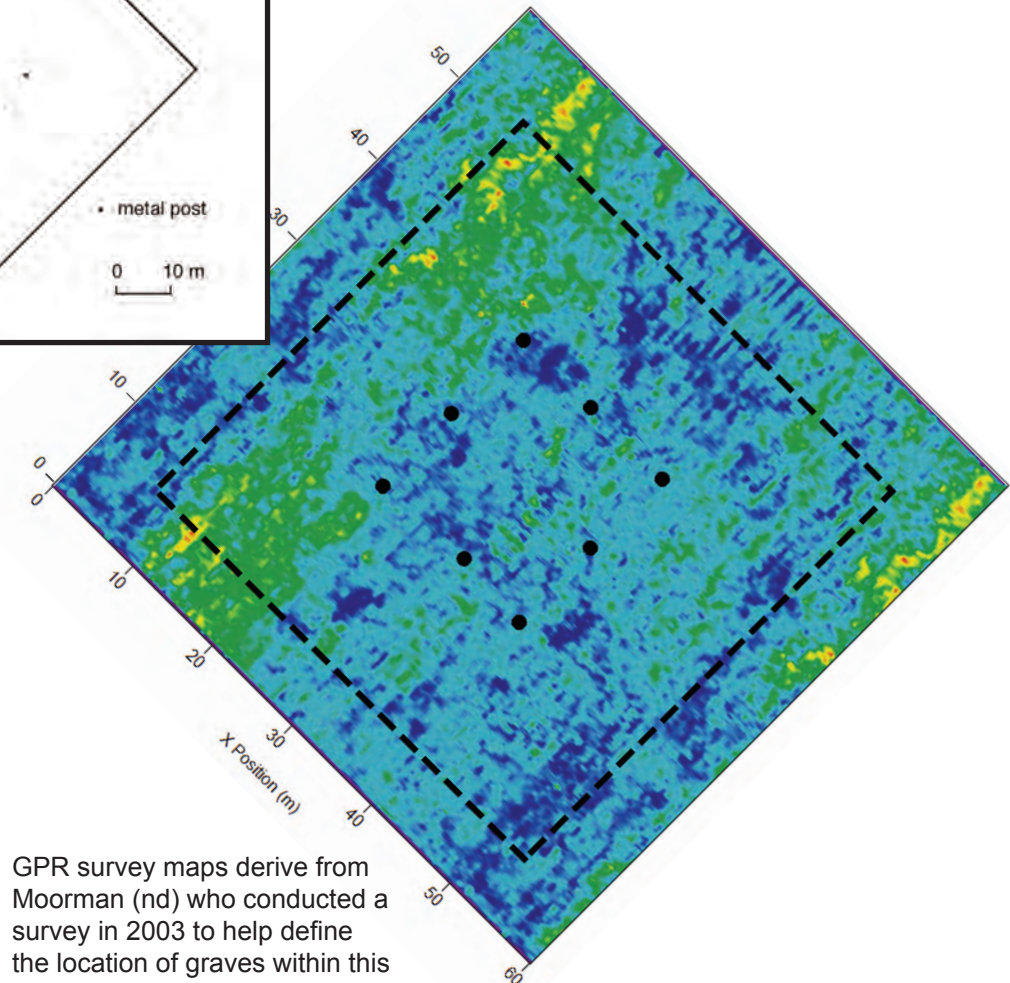 metal post
0 10 m
50
40
30
10
0
0
10
20
30
X Position (m)
40
50
60
GPR survey maps derive from
Moorman (nd) who conducted a
survey in 2003 to help define
the location of graves within this